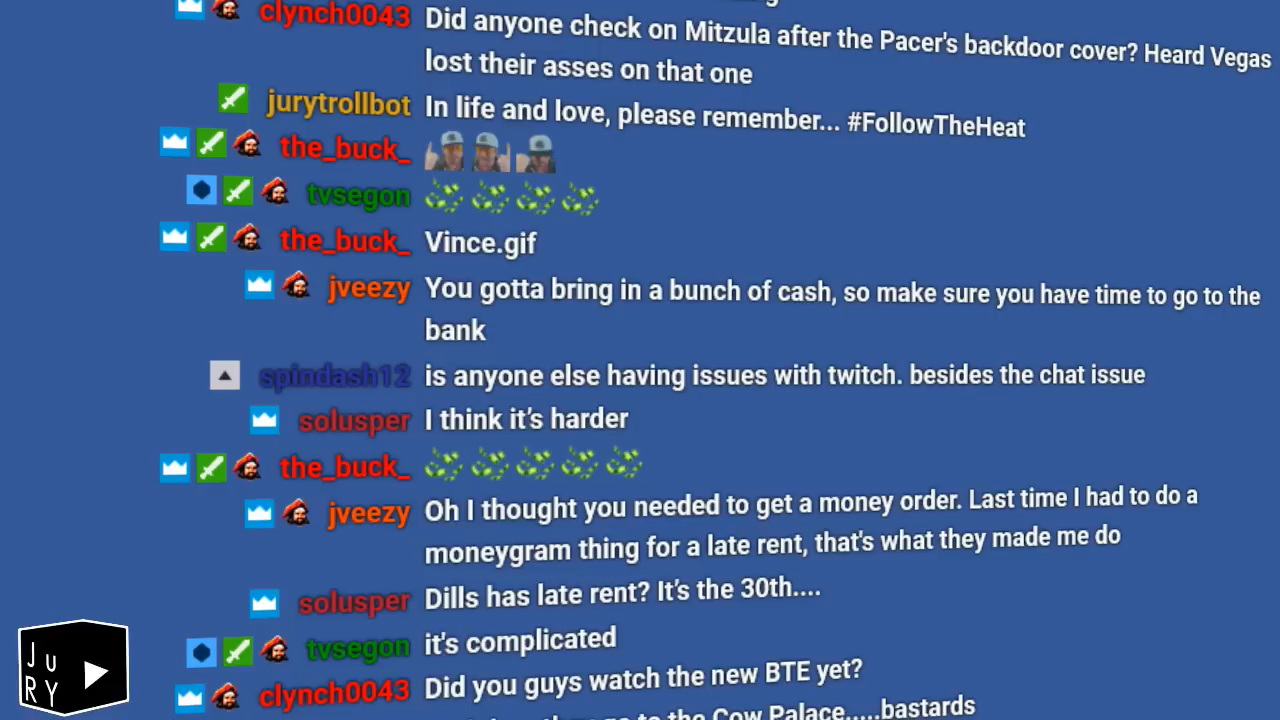 clynch0043 Did anyone check on Mitzula after the Pacer's backdoor cover? Heard Vegas
lost their asses on that one
jurytrollbot In life and love, please remember... #FollowTheHeat
the_buck_
tvsegon
the_buck_ Vince.gif
jveezy You gotta bring in a bunch of cash, so make sure you have time to go to the
bank
spindash12 is anyone else having issues with twitch. besides the chat issue
solusper I think it’s harder
the_buck_
jveezy Oh I thought you needed to get a money order. Last time I had to do a
moneygram thing for a late rent, that's what they made me do
solusper Dills has late rent? It’s the 30th....
tvsegon it's complicated
clynch0043 Did you guys watch the new BTE yet?
go to the Cow Palace.....bastards
JURY